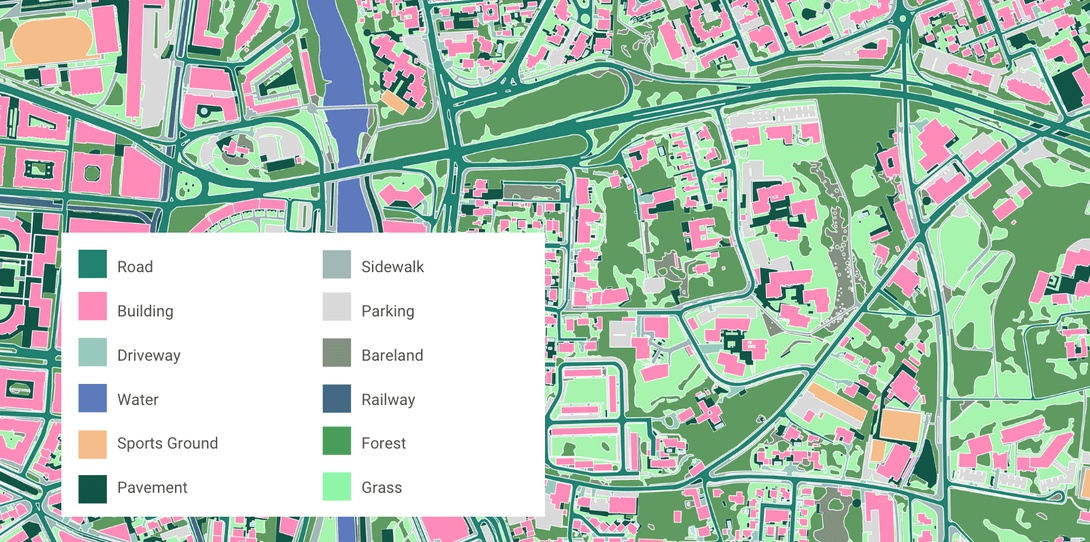 Road
Building
Driveway
Water
Sports Ground
Pavement
Sidewalk
Parking
Bareland
Railway
Forest
Grass